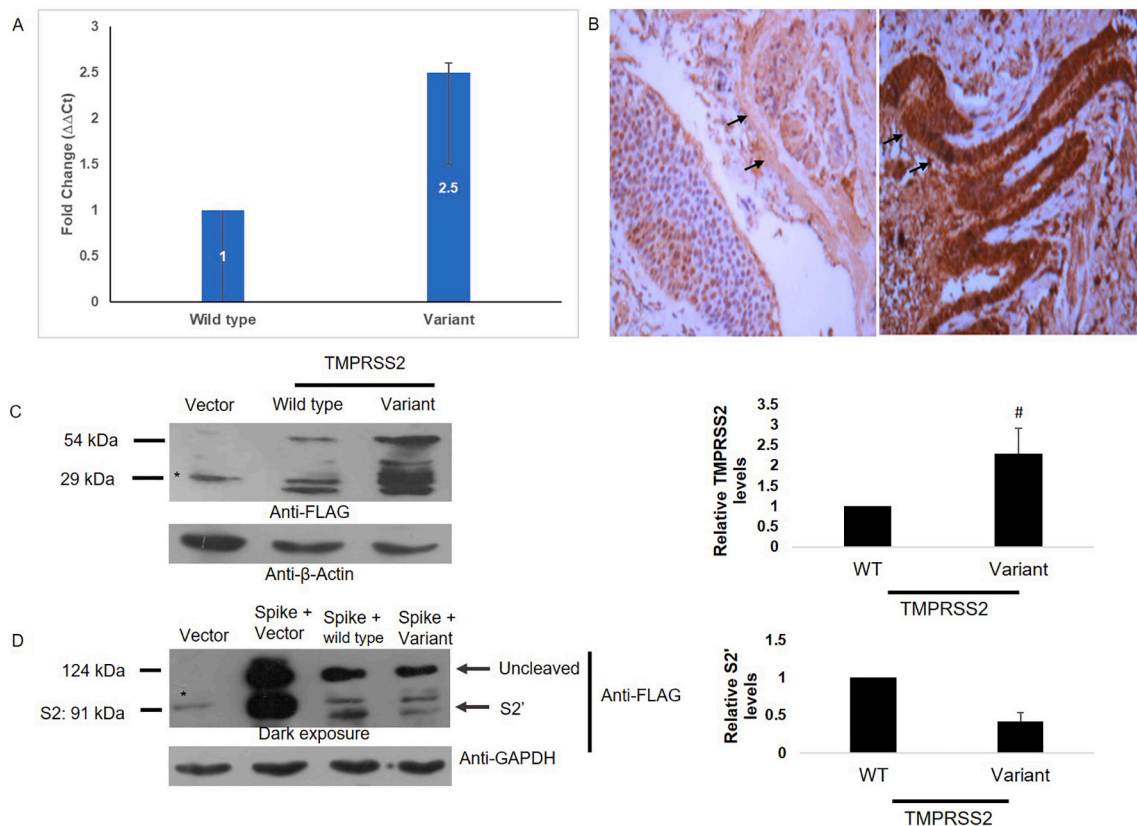 A
3
2.5
2
1.5
1
0.5
0
Fold Change (ΔΔCt)
1
2.5
Wild type
Variant
B
TMPRSS2
C
Vector
Wild type
Variant
54 kDa
*
29 kDa
Anti-FLAG
Anti-β-Actin
3.5
3
2.5
2
1.5
1
0.5
0
Relative TMPRSS2
levels
#
WT
Variant
TMPRSS2
D
Vector
Spike +
Vector
Spike +
wild type
Spike +
Variant
124 kDa
*
S2: 91 kDa
Uncleaved
S2'
Dark exposure
Anti-FLAG
Anti-GAPDH
1.5
1
0.5
0
Relative S2'
levels
WT
Variant
TMPRSS2